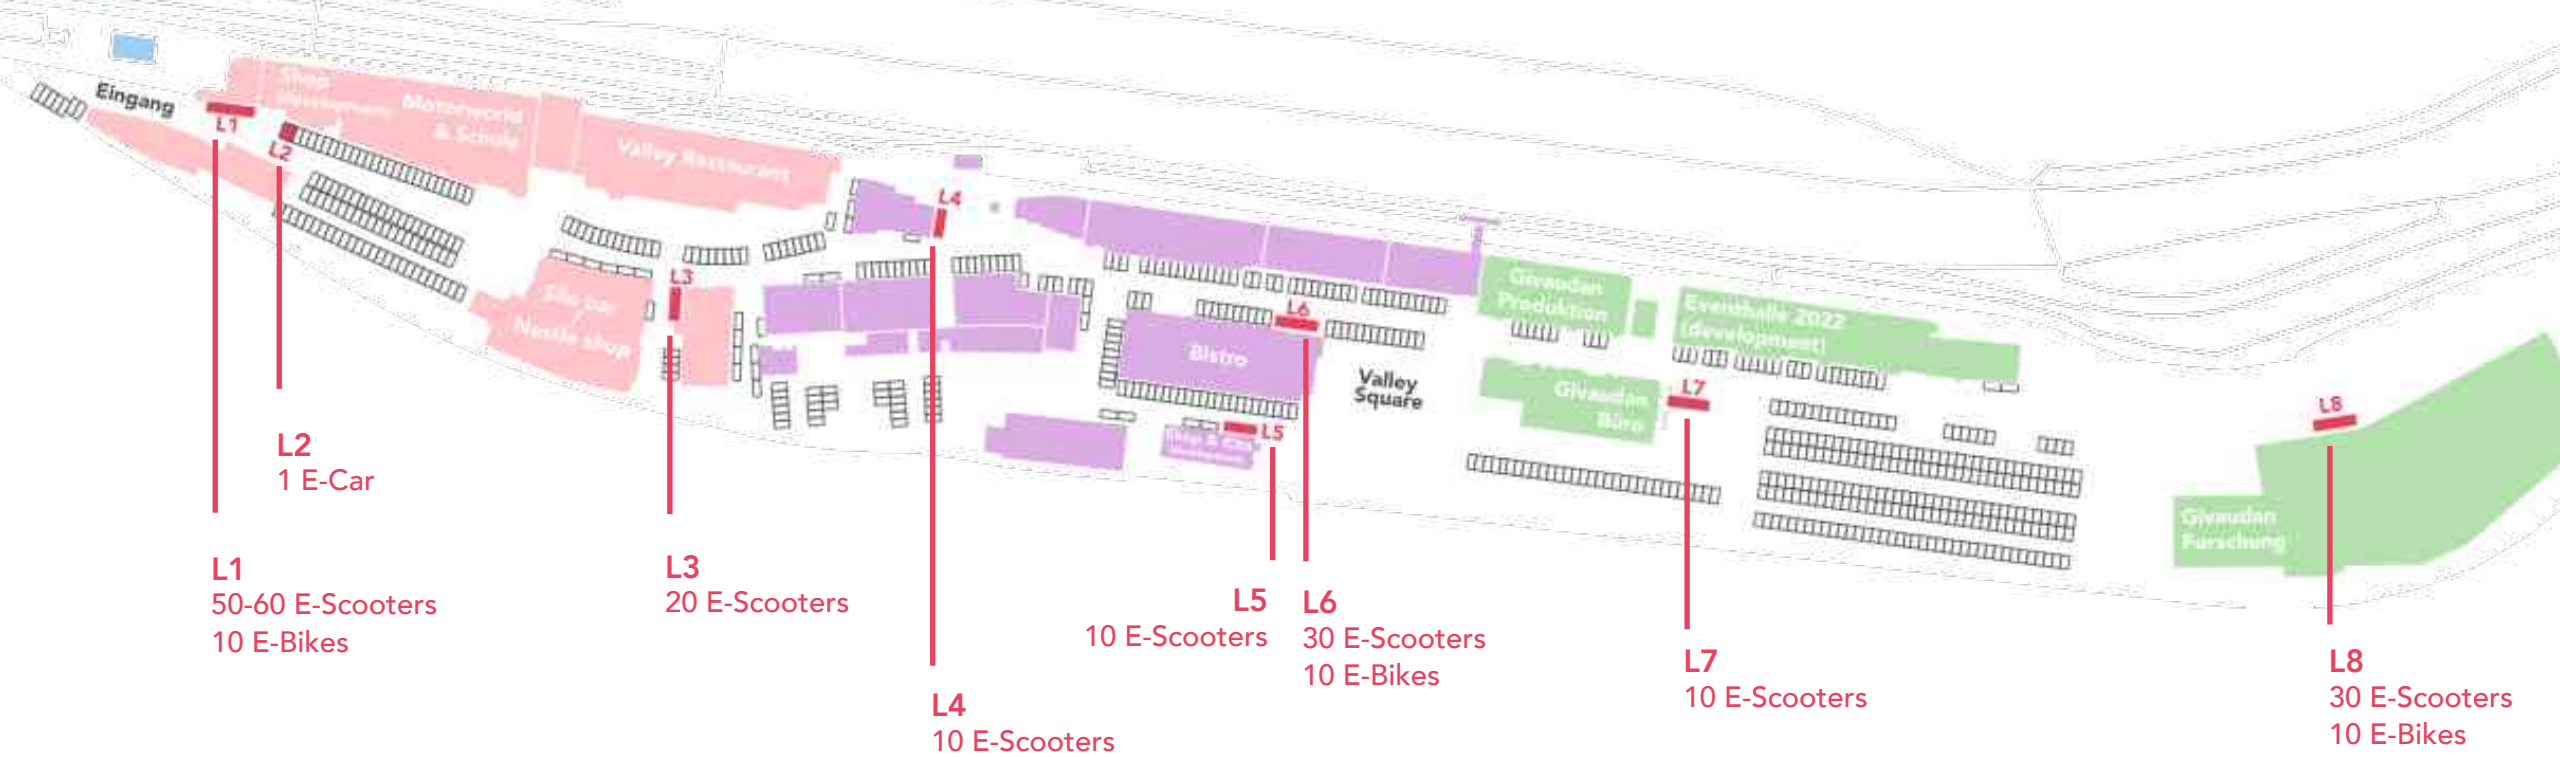 Eingang
L1
L2
Shop
Motorworld
& Schule
Valley Restaurant
L4
L3
Silo bar
/
Nestle shop
L6
Bistro
L5
Valley
Square
Givaudan
Produktion
Eventhalle 2022
(development)
Givaudan
Büro
L7
L8
Givaudan
Furschung
L2
1 E-Car
L1
50-60 E-Scooters
10 E-Bikes
L3
20 E-Scooters
L4
10 E-Scooters
L5
10 E-Scooters
L6
30 E-Scooters
10 E-Bikes
L7
10 E-Scooters
L8
30 E-Scooters
10 E-Bikes